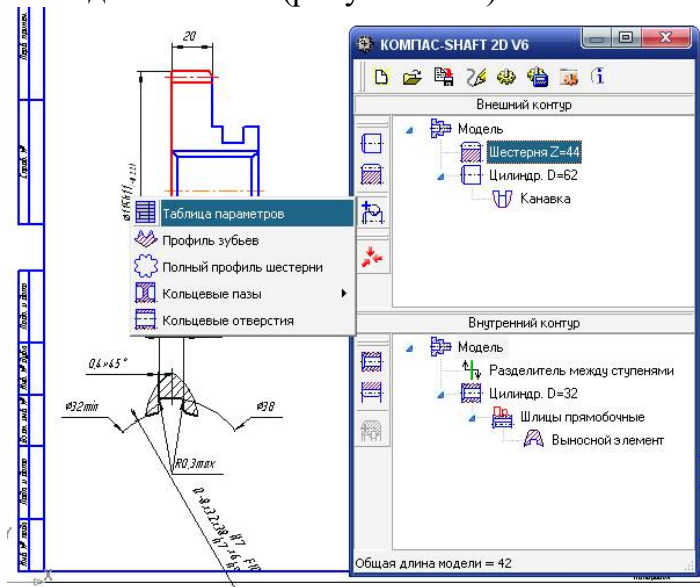 20
КОМПАС-SHAFT 2D V6
Внешний контур
Модель
Шестерня Z=44
Цилиндр. D=62
Канавка
Таблица параметров
Профиль зубьев
Полный профиль шестерни
Кольцевые пазы
Кольцевые отверстия
Внутренний контур
Модель
Разделитель между ступенями
Цилиндр. D=32
Шлицы прямобочные
Выносной элемент
0,4×45°
ø32min
ø38
R0,3max
Общая длина модели = 42
X